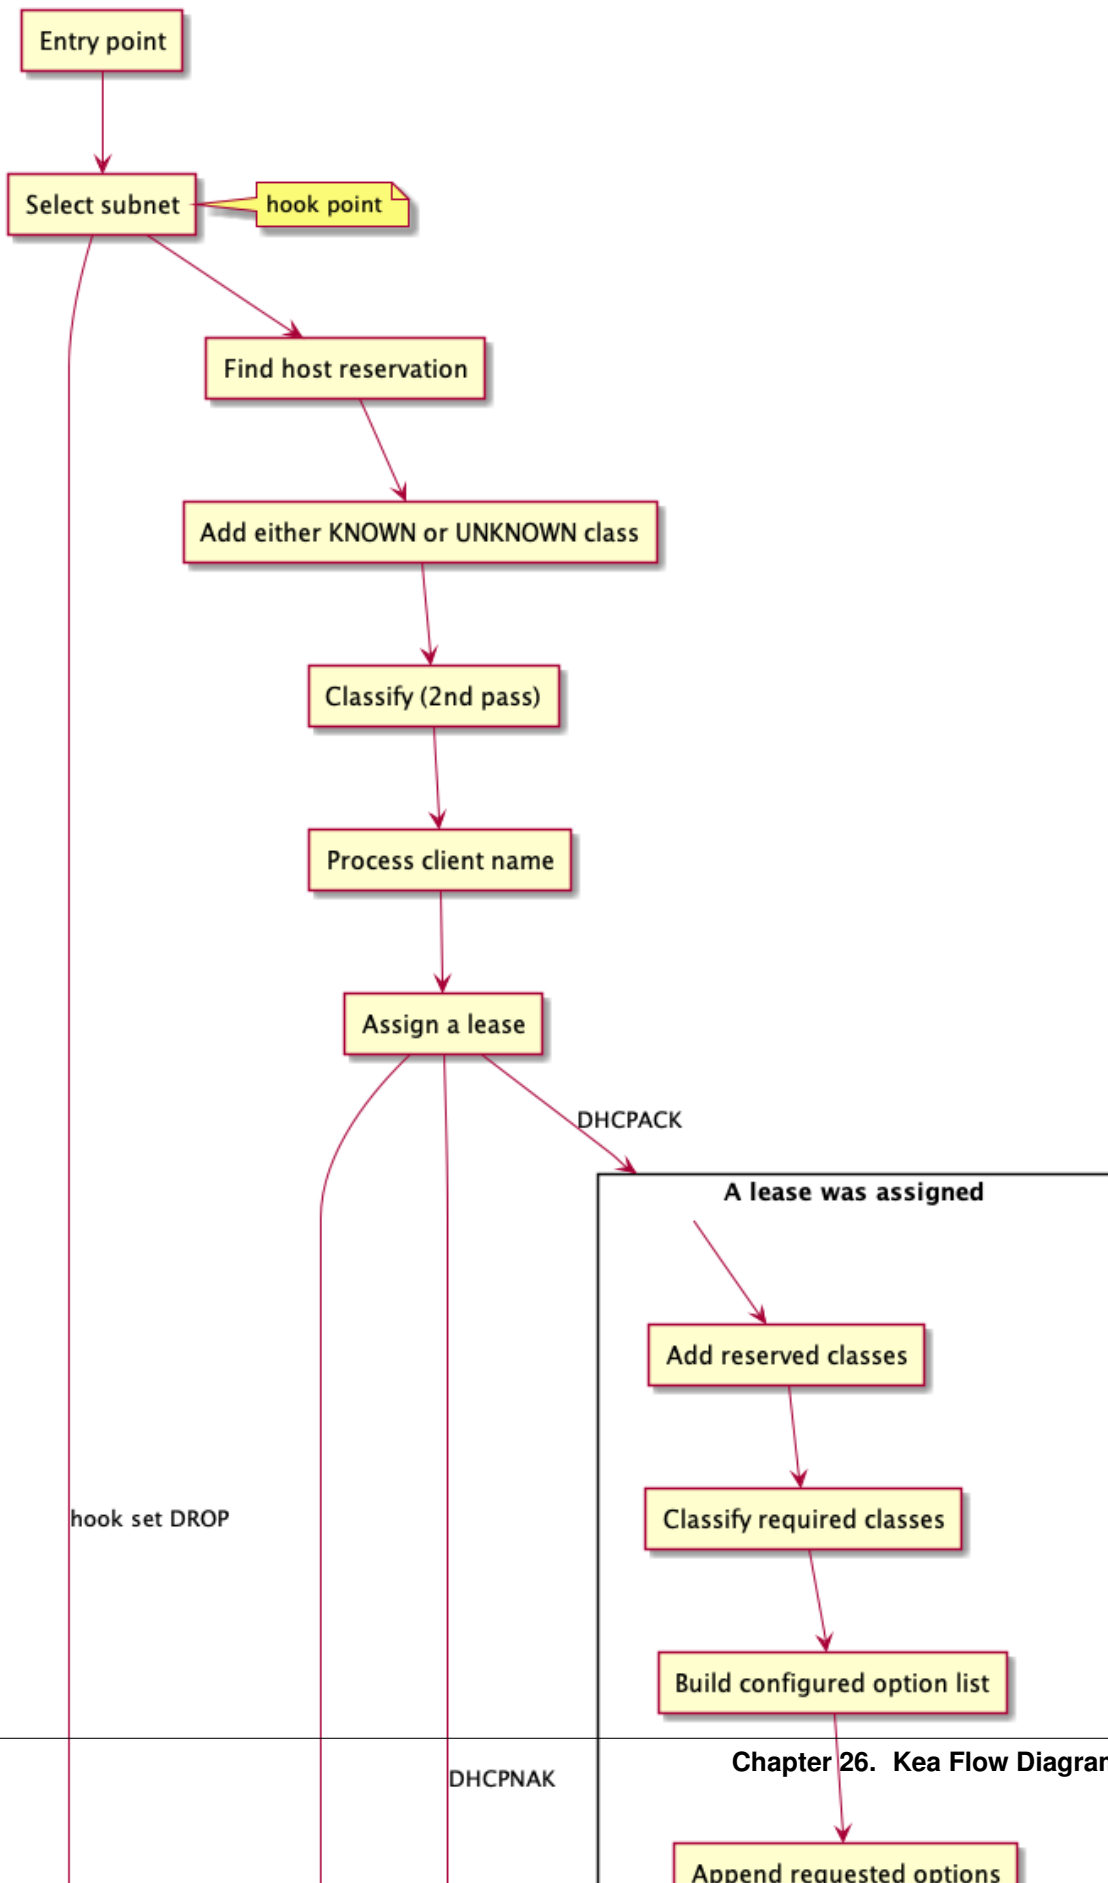 Entry point
Select subnet
hook point
Find host reservation
Add either KNOWN or UNKNOWN class
Classify (2nd pass)
Process client name
Assign a lease
DHCPACK
A lease was assigned
Add reserved classes
Classify required classes
hook set DROP
Build configured option list
Chapter 26. Kea Flow Diagram
DHCPNAK
Append requested options